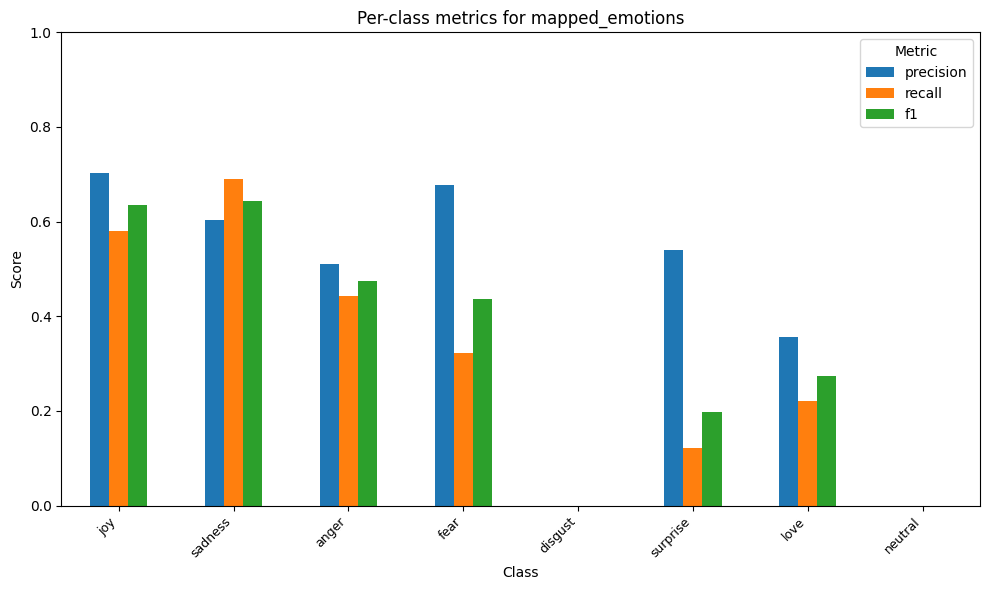 Per-class metrics for mapped_emotions
Metric
precision
recall
f1
Score
1.0
0.8
0.6
0.4
0.2
0.0
joy
sadness
anger
fear
disgust
surprise
love
neutral
Class